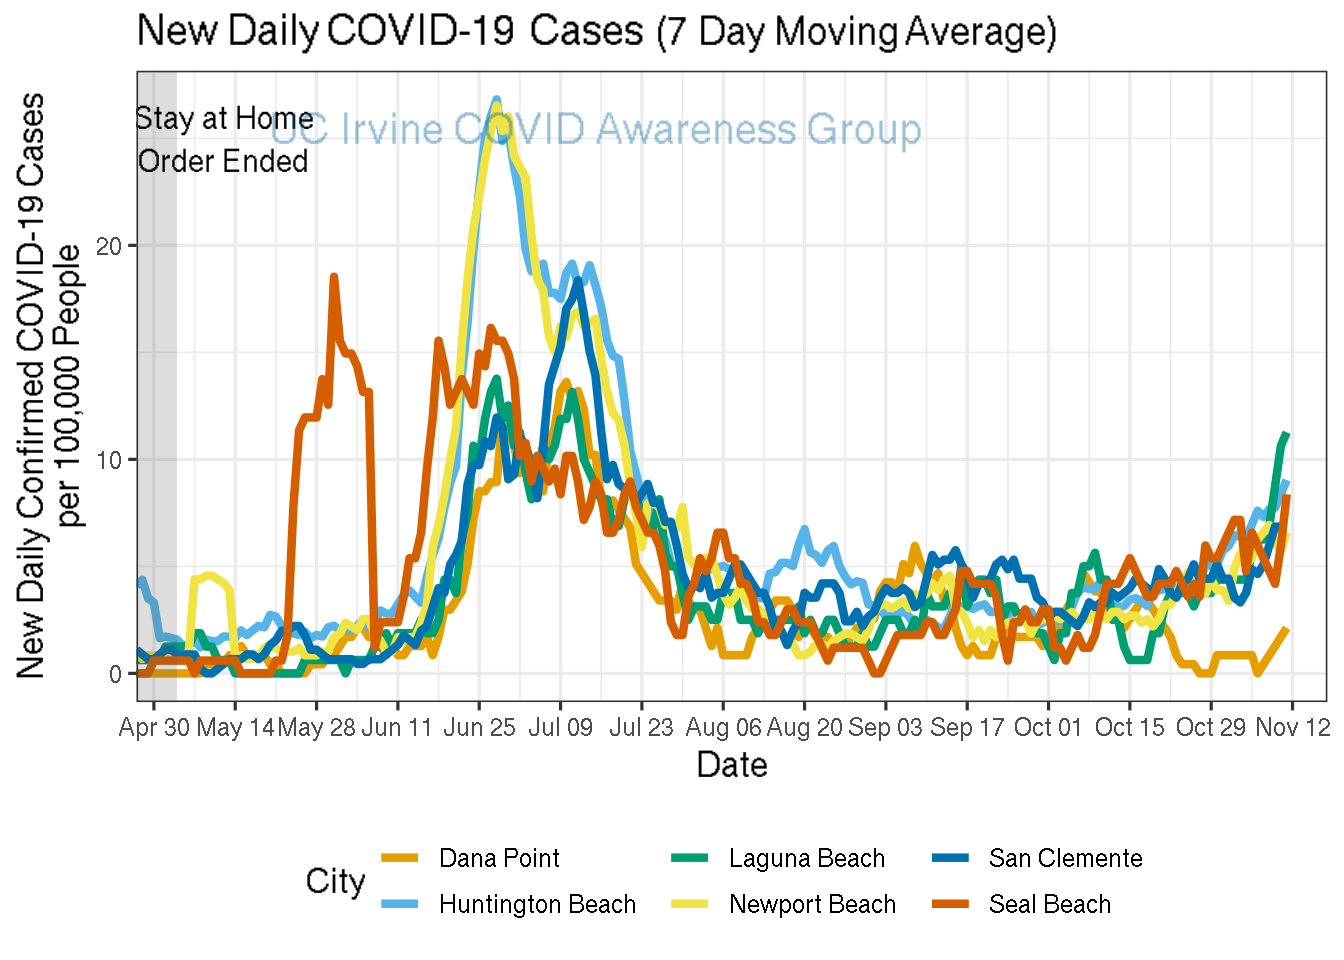 New Daily COVID-19 Cases (7 Day Moving Average)
Stay at Home
Order Ended
UC Irvine COVID Awareness Group
New Daily Confirmed COVID-19 Cases
per 100,000 People
20
10
0
Apr 30 May 14 May 28 Jun 11 Jun 25 Jul 09 Jul 23 Aug 06 Aug 20 Sep 03 Sep 17 Oct 01 Oct 15 Oct 29 Nov 12
Date
City
Dana Point Laguna Beach San Clemente
Huntington Beach Newport Beach Seal Beach